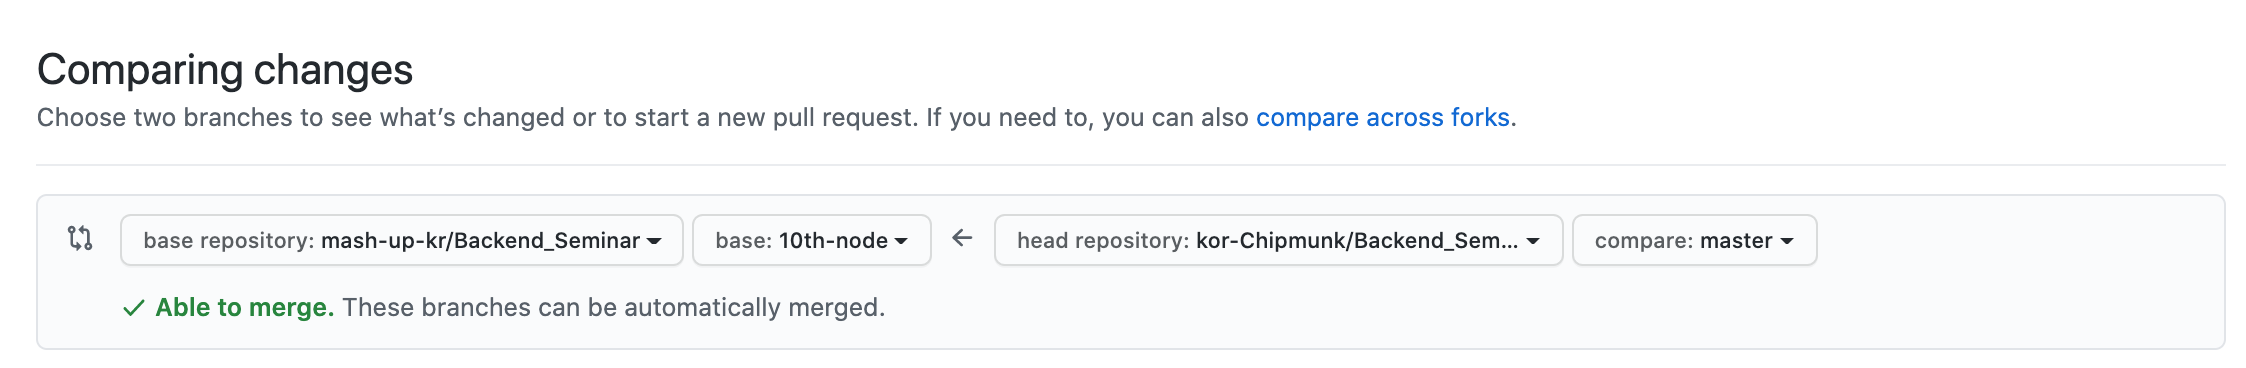 Comparing changes
Choose two branches to see what’s changed or to start a new pull request. If you need to, you can also compare across forks.
base repository: mash-up-kr/Backend_Seminar base: 10th-node head repository: kor-Chipmunk/Backend_Sem... compare: master
Able to merge. These branches can be automatically merged.